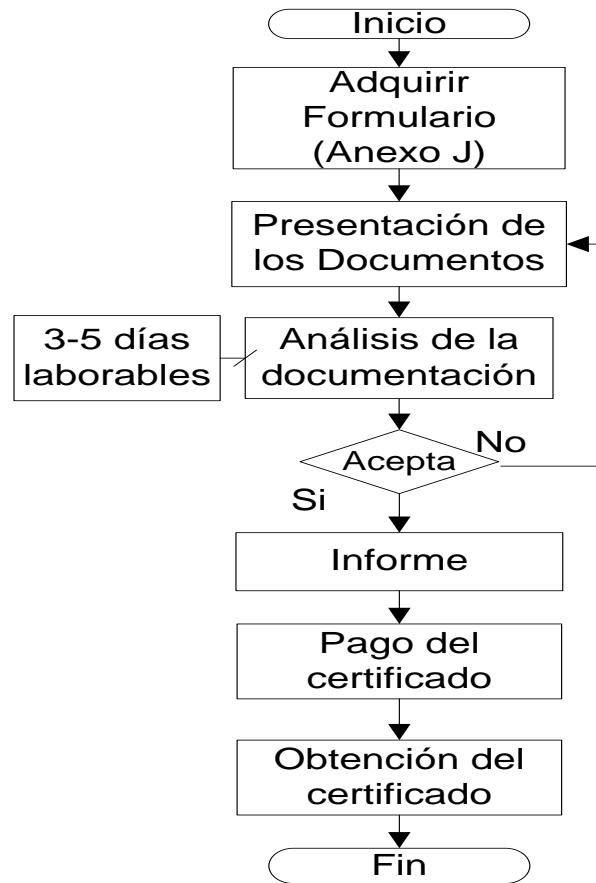 Inicio
Adquirir
Formulario
(Anexo J)
Presentación de
los Documentos
3-5 días
laborables
Análisis de la
documentación
Acepta
No
Si
Informe
Pago del
certificado
Obtención del
certificado
Fin